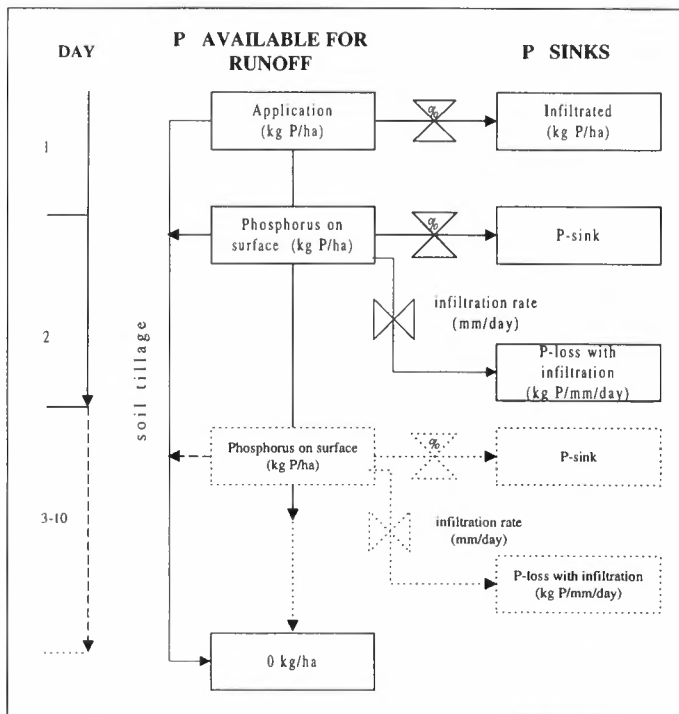 DAY
P AVAILABLE FOR
RUNOFF
P SINKS
Application
(kg P/ha)
%
Infiltrated
(kg P/ha)
1
Phosphorus on
surface (kg P/ha)
%
P-sink
infiltration rate
(mm/day)
2
soil tillage
P-loss with
infiltration
(kg P/mm/day)
Phosphorus on surface
(kg P/ha)
%
P-sink
3-10
infiltration rate
(mm/day)
P-loss with infiltration
(kg P/mm/day)
0 kg/ha